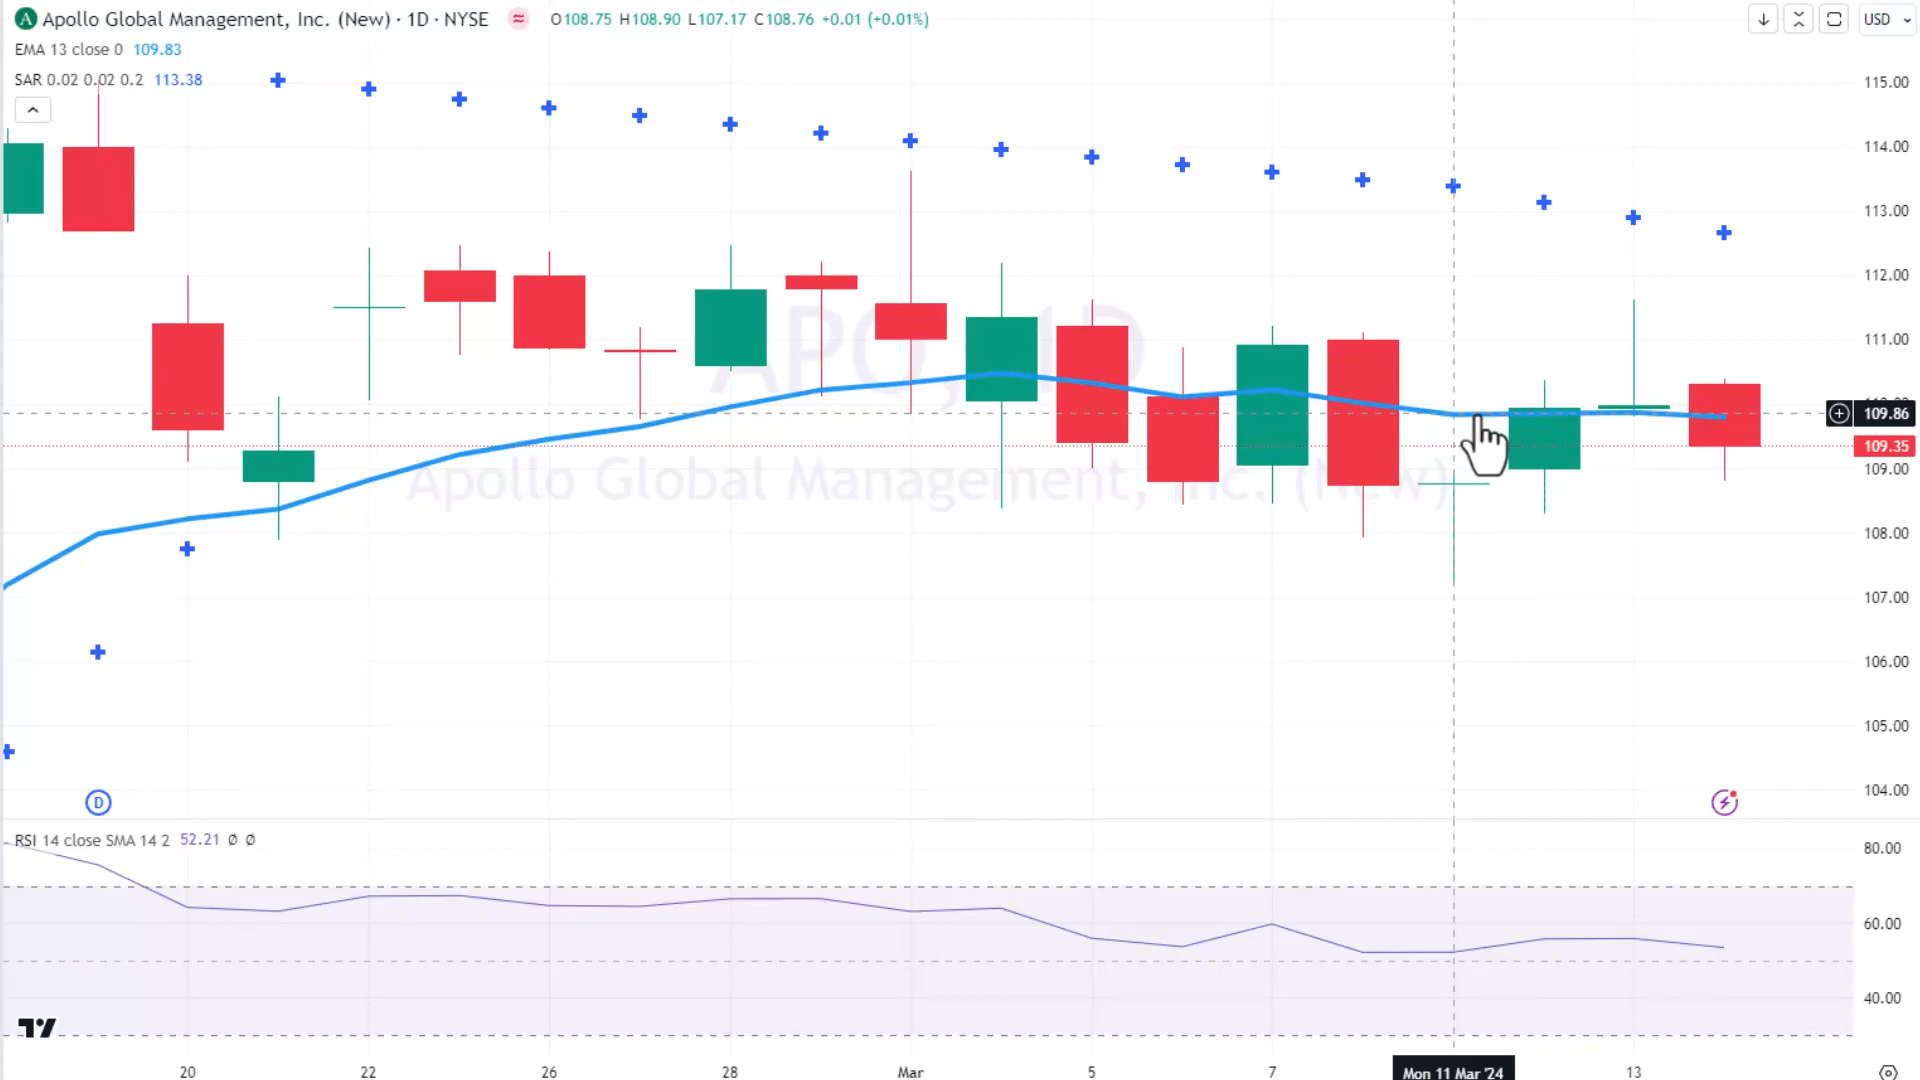 Apollo Global Management, Inc. (New) · 1D · NYSE ≈ O108.75 H108.90 L107.17 C108.76 +0.01 (+0.01%)
USD
EMA 13 close 0 109.83
SAR 0.02 0.02 0.2 113.38
115.00
114.00
113.00
112.00
111.00
109.86
109.35
109.00
108.00
107.00
106.00
105.00
104.00
APO, 1D
Apollo Global Management, Inc. (New)
D
RSI 14 close SMA 14 2 52.21 Ø Ø
80.00
60.00
40.00
20 22 26 28 Mar 5 7 Mon 11 Mar '24 13